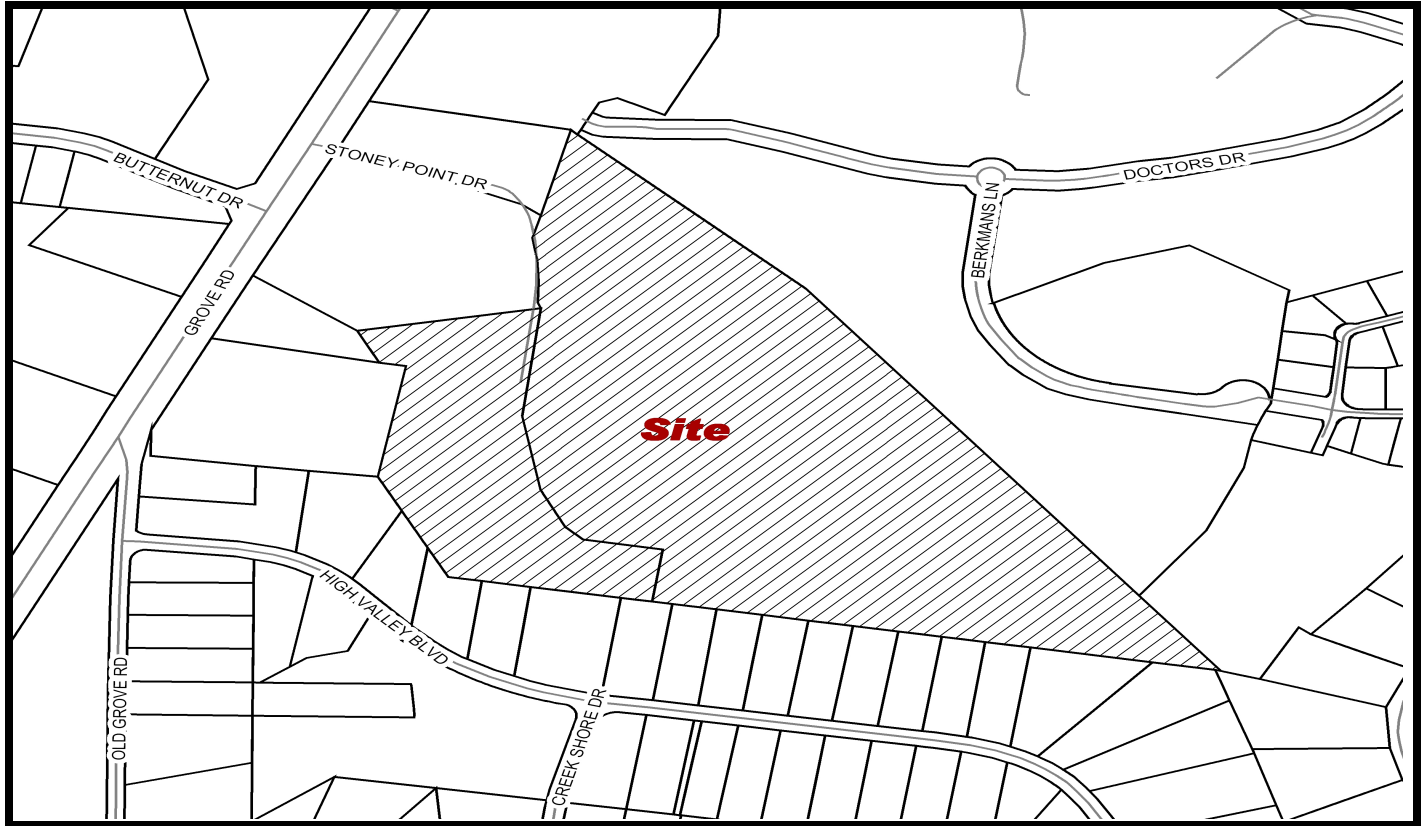 BUTTERNUT DR
STONEY POINT DR
DOCTORS DR
BERKMANS LN
GROVE RD
Site
HIGH VALLEY BLVD
OLD GROVE RD
CREEK SHORE DR